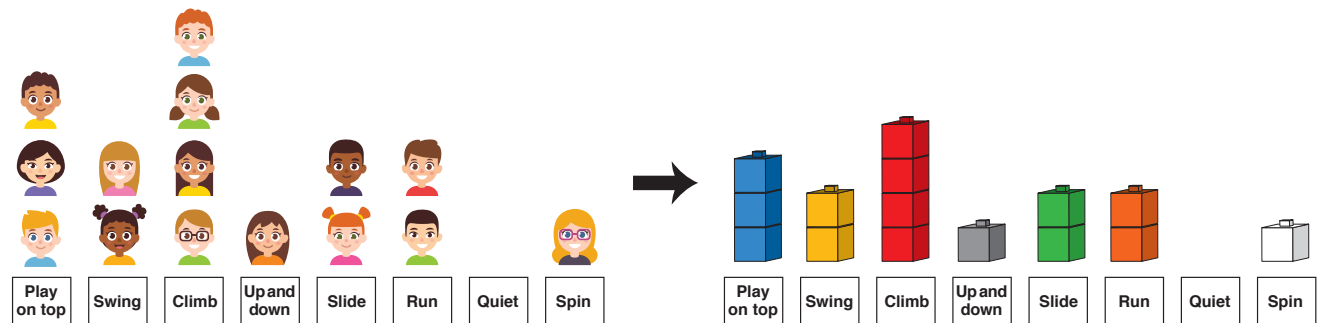 Play
on top
Swing
Climb
Up and
down
Slide
Run
Quiet
Spin
Play
on top
Swing
Climb
Up and
down
Slide
Run
Quiet
Spin